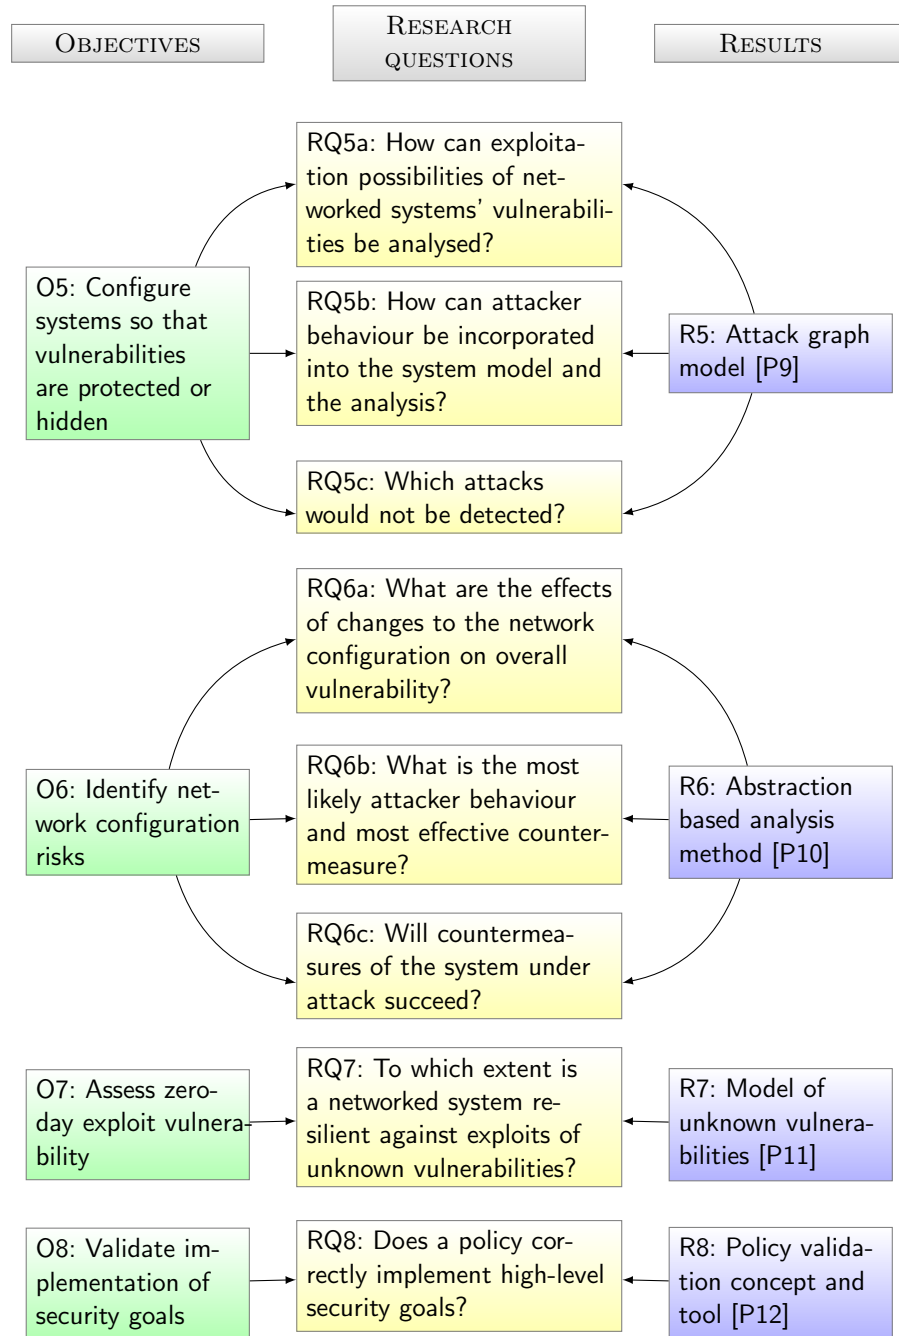 OBJECTIVES
RESEARCH
QUESTIONS
RESULTS
RQ5a: How can exploita-
tion possibilities of net-
worked systems' vulnerabili-
ties be analysed?
O5: Configure
systems so that
vulnerabilities
are protected or
hidden
RQ5b: How can attacker
behaviour be incorporated
into the system model and
the analysis?
R5: Attack graph
model [P9]
RQ5c: Which attacks
would not be detected?
RQ6a: What are the effects
of changes to the network
configuration on overall
vulnerability?
O6: Identify net-
work configuration
risks
RQ6b: What is the most
likely attacker behaviour
and most effective counter-
measure?
R6: Abstraction
based analysis
method [P10]
RQ6c: Will countermea-
sures of the system under
attack succeed?
O7: Assess zero-
day exploit vulnera-
bility
RQ7: To which extent is
a networked system re-
silient against exploits of
unknown vulnerabilities?
R7: Model of
unknown vulnera-
bilities [P11]
O8: Validate im-
plementation of
security goals
RQ8: Does a policy cor-
rectly implement high-level
security goals?
R8: Policy valida-
tion concept and
tool [P12]